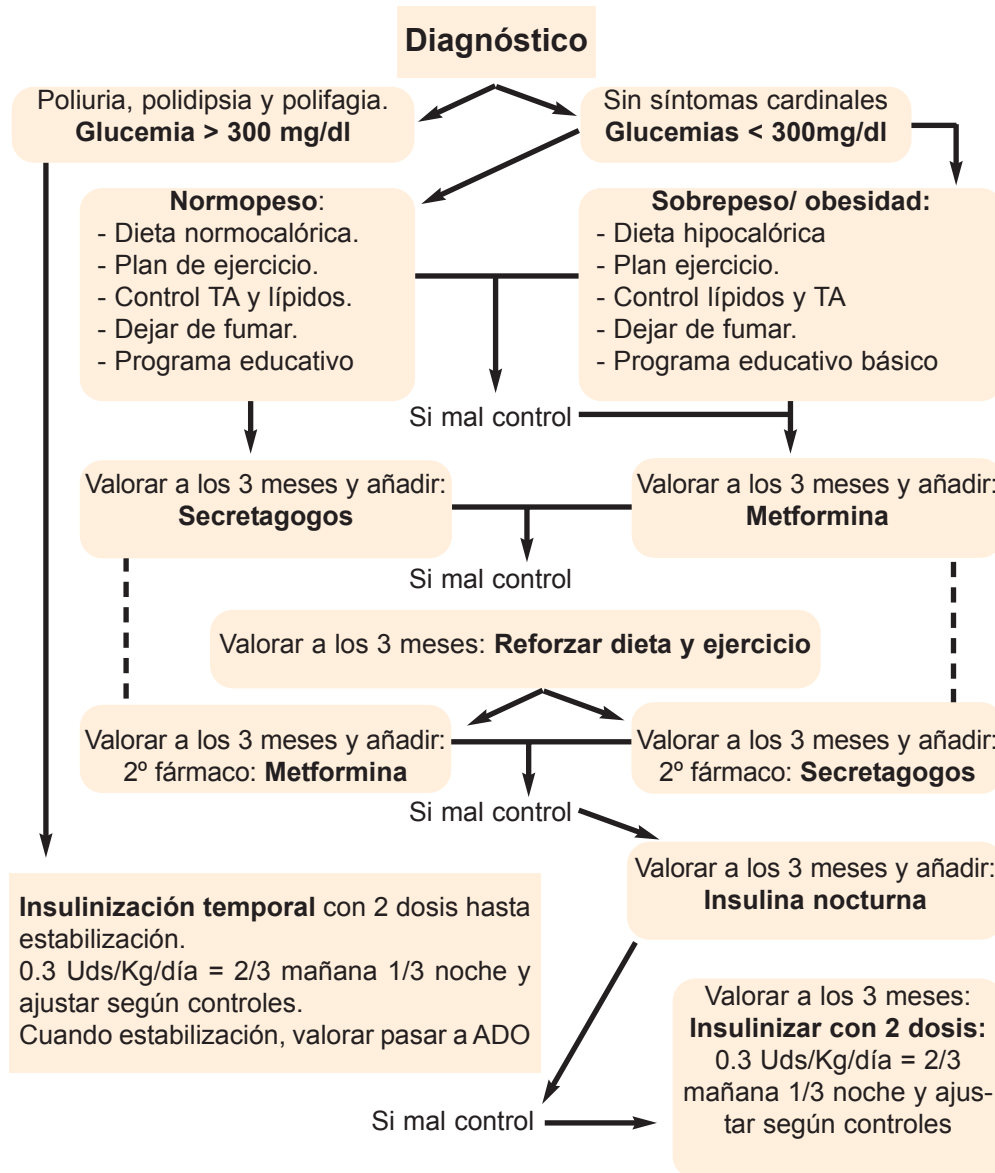 Diagnóstico
Poliuria, polidipsia y polifagia.
Glucemia > 300 mg/dl
Sin síntomas cardinales
Glucemias < 300mg/dl
Normopeso:
- Dieta normocalórica.
- Plan de ejercicio.
- Control TA y lípidos.
- Dejar de fumar.
- Programa educativo
Sobrepeso/ obesidad:
- Dieta hipocalórica
- Plan ejercicio.
- Control lípidos y TA
- Dejar de fumar.
- Programa educativo básico
Si mal control
Valorar a los 3 meses y añadir:
Secretagogos
Valorar a los 3 meses y añadir:
Metformina
Si mal control
Valorar a los 3 meses: Reforzar dieta y ejercicio
Valorar a los 3 meses y añadir:
2º fármaco: Metformina
Valorar a los 3 meses y añadir:
2º fármaco: Secretagogos
Si mal control
Valorar a los 3 meses y añadir:
Insulina nocturna
Insulinización temporal con 2 dosis hasta
estabilización.
0.3 Uds/Kg/día = 2/3 mañana 1/3 noche y
ajustar según controles.
Cuando estabilización, valorar pasar a ADO
Valorar a los 3 meses:
Insulinizar con 2 dosis:
0.3 Uds/Kg/día = 2/3
mañana 1/3 noche y ajus-
tar según controles
Si mal control